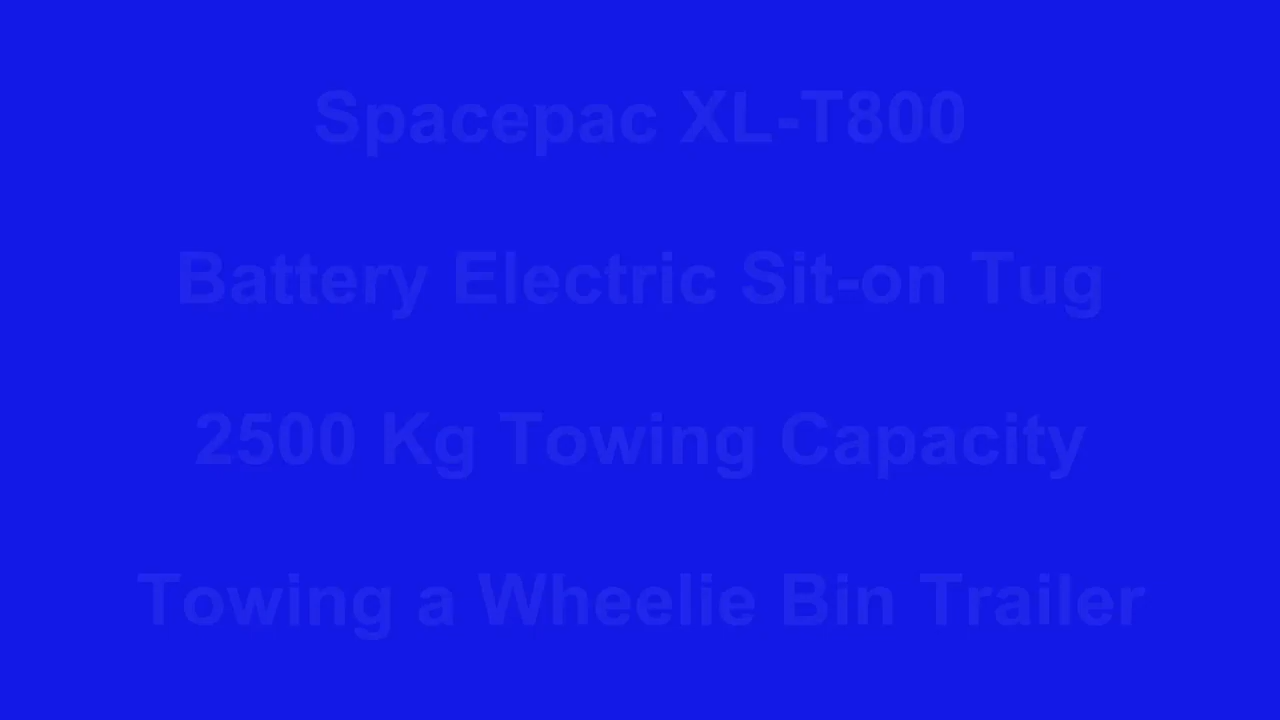 Spacepac XL-T800
Battery Electric Sit-on Tug
2500 Kg Towing Capacity
Towing a Wheelie Bin Trailer